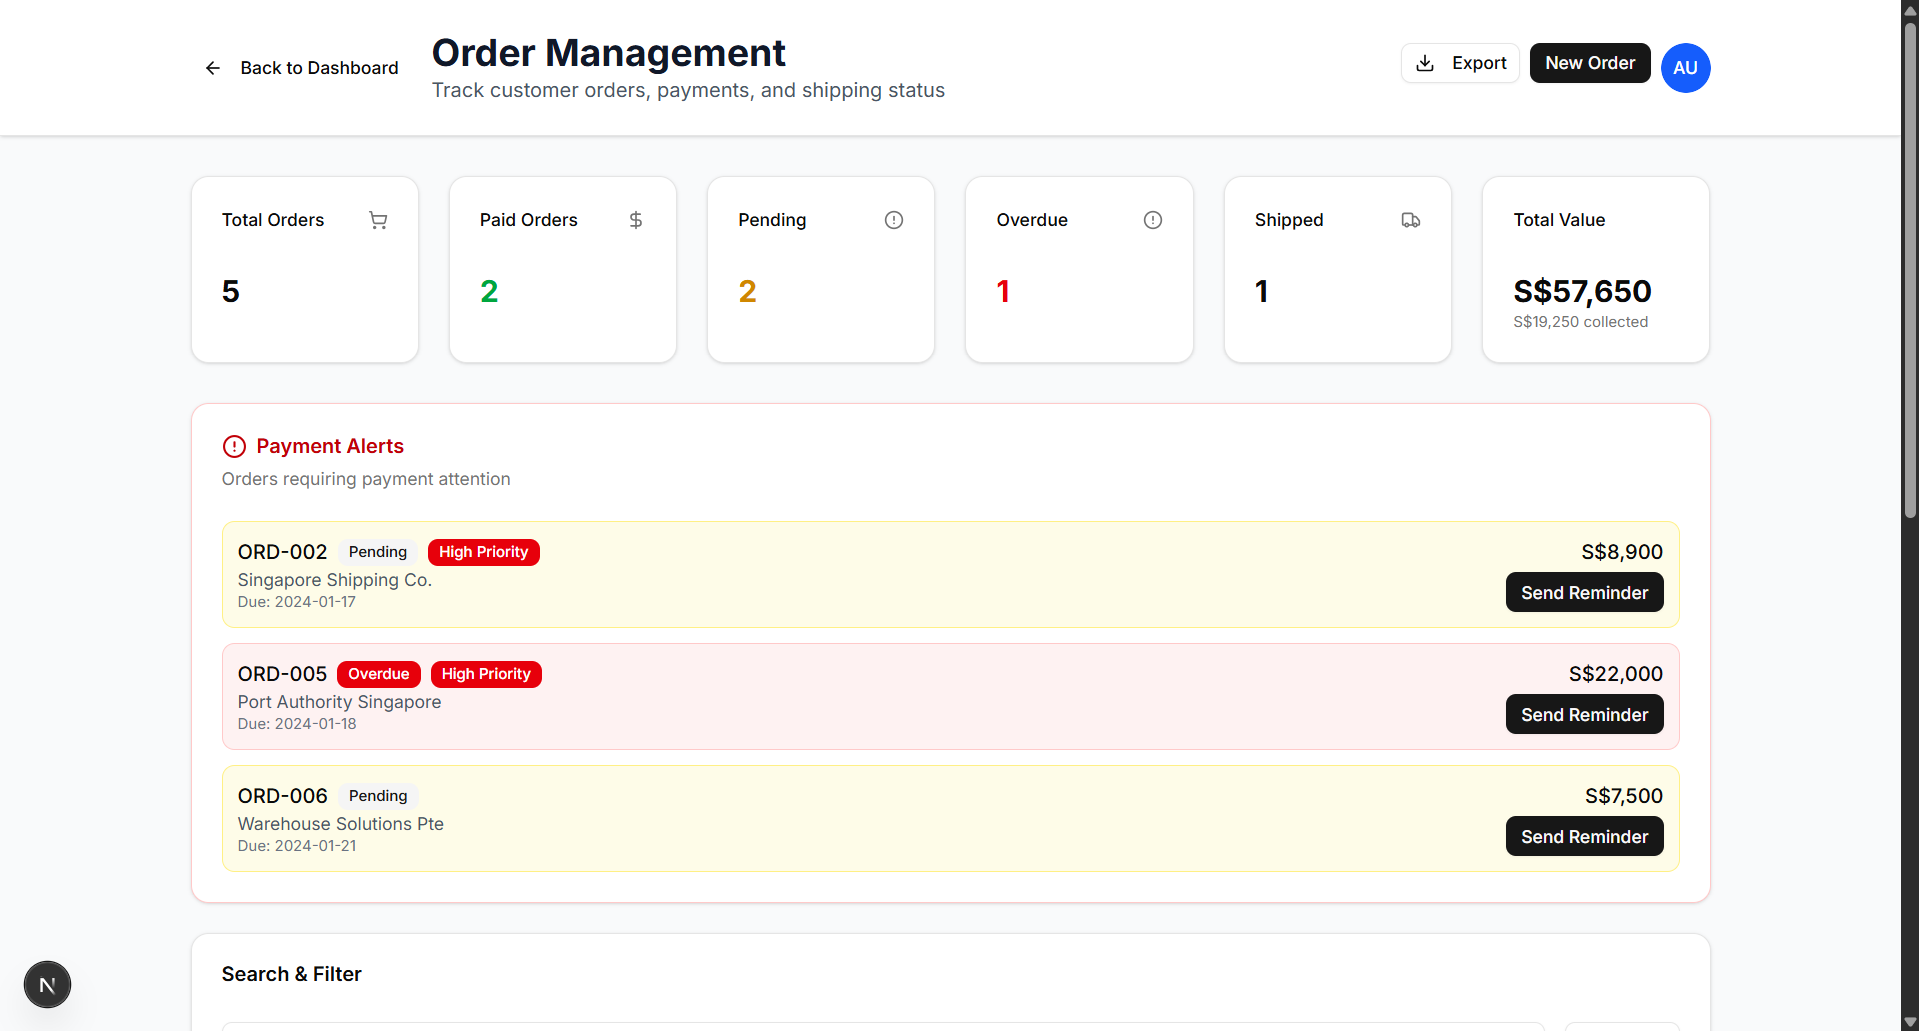 Back to Dashboard
Order Management
Track customer orders, payments, and shipping status
Export
New Order
AU
Total Orders
5
Paid Orders
$
2
Pending
2
Overdue
1
Shipped
1
Total Value
S$57,650
S$19,250 collected
Payment Alerts
Orders requiring payment attention
ORD-002 Pending High Priority
S$8,900
Singapore Shipping Co.
Due: 2024-01-17
Send Reminder
ORD-005 Overdue High Priority
S$22,000
Port Authority Singapore
Due: 2024-01-18
Send Reminder
ORD-006 Pending
S$7,500
Warehouse Solutions Pte
Due: 2024-01-21
Send Reminder
Search & Filter
N